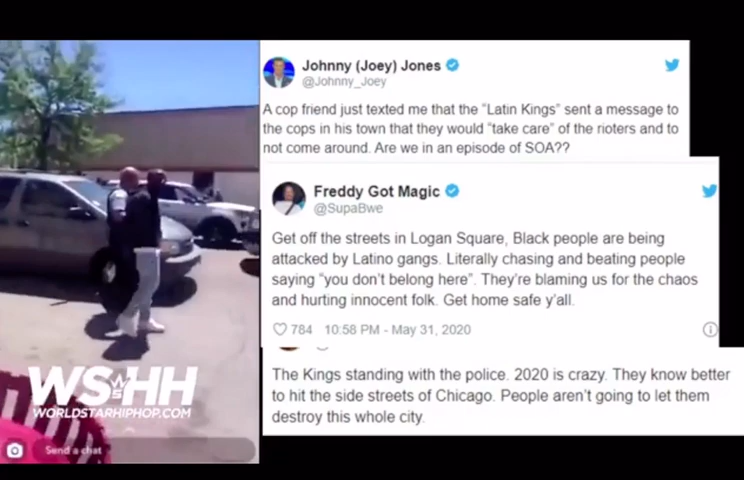 Johnny (Joey) Jones
@Johnny_Joey
A cop friend just texted me that the "Latin Kings" sent a message to
the cops in his town that they would "take care" of the rioters and to
not come around. Are we in an episode of SOA??
Freddy Got Magic
@SupaBwe
Get off the streets in Logan Square, Black people are being
attacked by Latino gangs. Literally chasing and beating people
saying "you don't belong here". They're blaming us for the chaos
and hurting innocent folk. Get home safe y'all.
784 10:58 PM - May 31, 2020
The Kings standing with the police. 2020 is crazy. They know better
to hit the side streets of Chicago. People aren't going to let them
destroy this whole city.
WSHH
WORLDSTARHIPHOP.COM
Send a chat